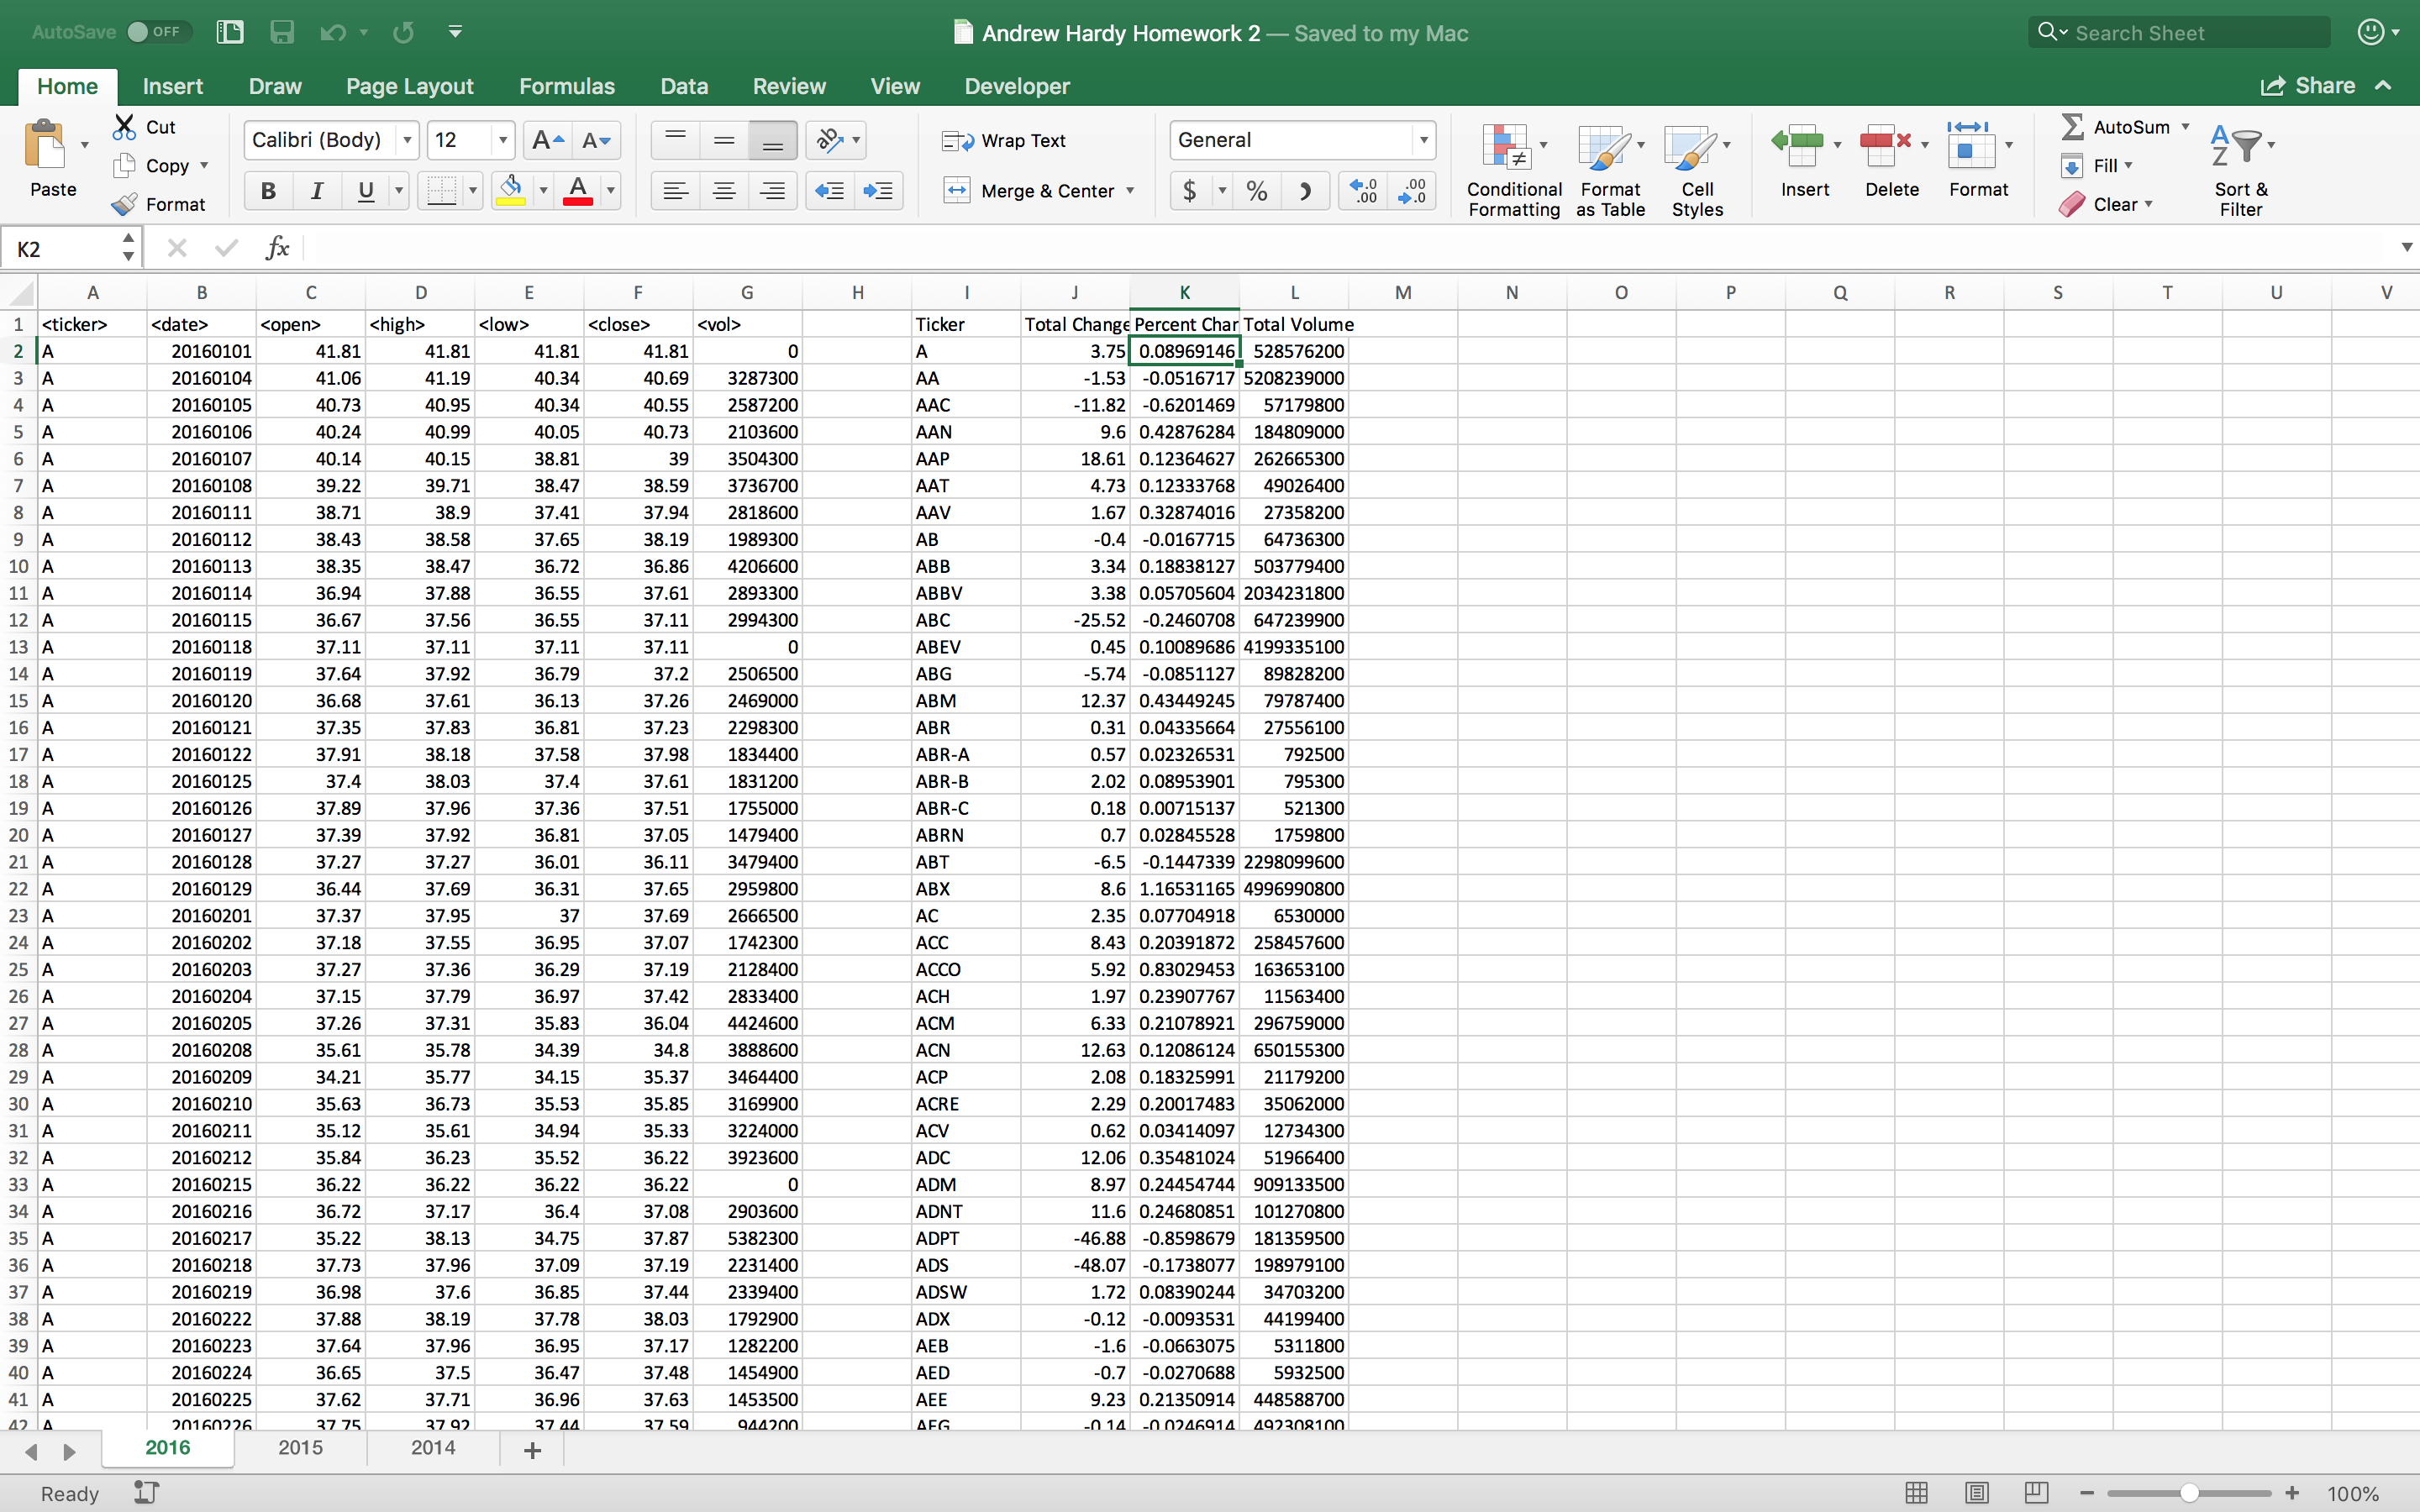 AutoSave OFF Andrew Hardy Homework 2 — Saved to my Mac Search Sheet
Home Insert Draw Page Layout Formulas Data Review View Developer Share
Paste Cut Copy Format
Calibri (Body) 12 A A
B I U A
Wrap Text
Merge & Center
General
$ % , .0 .00 .00 .0
Conditional Formatting Format as Table Cell Styles
Insert Delete Format
AutoSum Fill Clear
A Z Sort & Filter
K2 fx
A B C D E F G H I J K L M N O P Q R S T U V
1 <ticker> <date> <open> <high> <low> <close> <vol> Ticker Total Change Percent Char Total Volume
2 A 20160101 41.81 41.81 41.81 41.81 0 A 3.75 0.08969146 528576200
3 A 20160104 41.06 41.19 40.34 40.69 3287300 AA -1.53 -0.0516717 5208239000
4 A 20160105 40.73 40.95 40.34 40.55 2587200 AAC -11.82 -0.6201469 57179800
5 A 20160106 40.24 40.99 40.05 40.73 2103600 AAN 9.6 0.42876284 184809000
6 A 20160107 40.14 40.15 38.81 39 3504300 AAP 18.61 0.12364627 262665300
7 A 20160108 39.22 39.71 38.47 38.59 3736700 AAT 4.73 0.12333768 49026400
8 A 20160111 38.71 38.9 37.41 37.94 2818600 AAV 1.67 0.32874016 27358200
9 A 20160112 38.43 38.58 37.65 38.19 1989300 AB -0.4 -0.0167715 64736300
10 A 20160113 38.35 38.47 36.72 36.86 4206600 ABB 3.34 0.18838127 503779400
11 A 20160114 36.94 37.88 36.55 37.61 2893300 ABBV 3.38 0.05705604 2034231800
12 A 20160115 36.67 37.56 36.55 37.11 2994300 ABC -25.52 -0.2460708 647239900
13 A 20160118 37.11 37.11 37.11 37.11 0 ABEV 0.45 0.10089686 4199335100
14 A 20160119 37.64 37.92 36.79 37.2 2506500 ABG -5.74 -0.0851127 89828200
15 A 20160120 36.68 37.61 36.13 37.26 2469000 ABM 12.37 0.43449245 79787400
16 A 20160121 37.35 37.83 36.81 37.23 2298300 ABR 0.31 0.04335664 27556100
17 A 20160122 37.91 38.18 37.58 37.98 1834400 ABR-A 0.57 0.02326531 792500
18 A 20160125 37.4 38.03 37.4 37.61 1831200 ABR-B 2.02 0.08953901 795300
19 A 20160126 37.89 37.96 37.36 37.51 1755000 ABR-C 0.18 0.00715137 521300
20 A 20160127 37.39 37.92 36.81 37.05 1479400 ABRN 0.7 0.02845528 1759800
21 A 20160128 37.27 37.27 36.01 36.11 3479400 ABT -6.5 -0.1447339 2298099600
22 A 20160129 36.44 37.69 36.31 37.65 2959800 ABX 8.6 1.16531165 4996990800
23 A 20160201 37.37 37.95 37 37.69 2666500 AC 2.35 0.07704918 6530000
24 A 20160202 37.18 37.55 36.95 37.07 1742300 ACC 8.43 0.20391872 258457600
25 A 20160203 37.27 37.36 36.29 37.19 2128400 ACCO 5.92 0.83029453 163653100
26 A 20160204 37.15 37.79 36.97 37.42 2833400 ACH 1.97 0.23907767 11563400
27 A 20160205 37.26 37.31 35.83 36.04 4424600 ACM 6.33 0.21078921 296759000
28 A 20160208 35.61 35.78 34.39 34.8 3888600 ACN 12.63 0.12086124 650155300
29 A 20160209 34.21 35.77 34.15 35.37 3464400 ACP 2.08 0.18325991 21179200
30 A 20160210 35.63 36.73 35.53 35.85 3169900 ACRE 2.29 0.20017483 35062000
31 A 20160211 35.12 35.61 34.94 35.33 3224000 ACV 0.62 0.03414097 12734300
32 A 20160212 35.84 36.23 35.52 36.22 3923600 ADC 12.06 0.35481024 51966400
33 A 20160215 36.22 36.22 36.22 36.22 0 ADM 8.97 0.24454744 909133500
34 A 20160216 36.72 37.17 36.4 37.08 2903600 ADNT 11.6 0.24680851 101270800
35 A 20160217 35.22 38.13 34.75 37.87 5382300 ADPT -46.88 -0.8598679 181359500
36 A 20160218 37.73 37.96 37.09 37.19 2231400 ADS -48.07 -0.1738077 198979100
37 A 20160219 36.98 37.6 36.85 37.44 2339400 ADSW 1.72 0.08390244 34703200
38 A 20160222 37.88 38.19 37.78 38.03 1792900 ADX -0.12 -0.0093531 44199400
39 A 20160223 37.64 37.96 36.95 37.17 1282200 AEB -1.6 -0.0663075 5311800
40 A 20160224 36.65 37.5 36.47 37.48 1454900 AED -0.7 -0.0270688 5932500
41 A 20160225 37.62 37.71 36.96 37.63 1453500 AEE 9.23 0.21350914 448588700
42 A 20160226 37.75 37.92 37.44 37.59 944200 AEG -0.14 -0.0246914 492308100
2016 2015 2014 +
Ready 100%